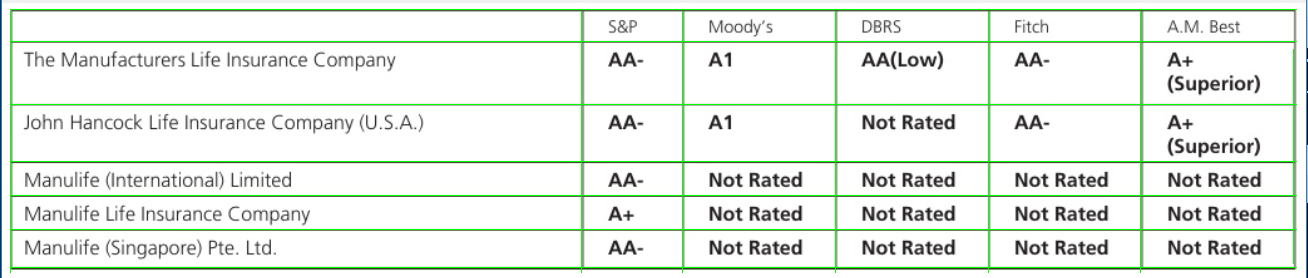 S&P Moody's DBRS Fitch A.M. Best
The Manufacturers Life Insurance Company AA- A1 AA(Low) AA- A+
(Superior)
John Hancock Life Insurance Company (U.S.A.) AA- A1 Not Rated AA- A+
(Superior)
Manulife (International) Limited AA- Not Rated Not Rated Not Rated Not Rated
Manulife Life Insurance Company A+ Not Rated Not Rated Not Rated Not Rated
Manulife (Singapore) Pte. Ltd. AA- Not Rated Not Rated Not Rated Not Rated